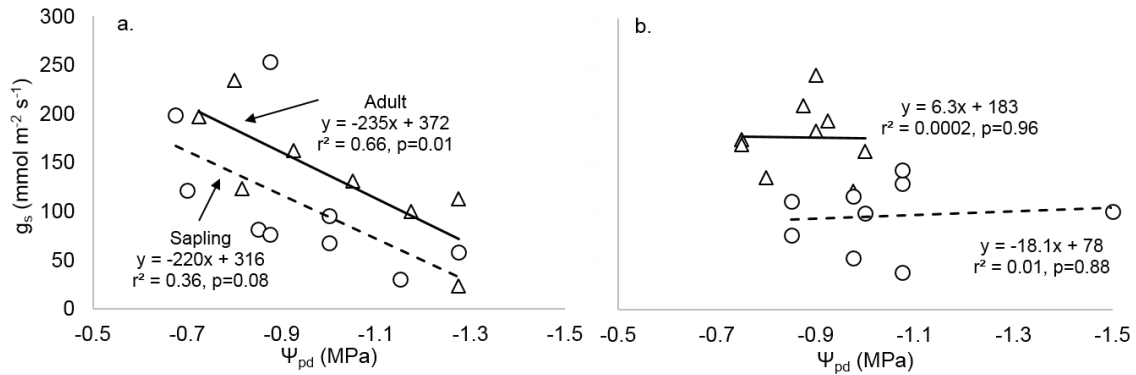 a.
b.
300
250
200
150
100
50
0
gₛ (mmol m⁻² s⁻¹)
Adult
y = -235x + 372
r² = 0.66, p=0.01
Sapling
y = -220x + 316
r² = 0.36, p=0.08
-0.5 -0.7 -0.9 -1.1 -1.3 -1.5
Ψpd (MPa)
y = 6.3x + 183
r² = 0.0002, p=0.96
y = -18.1x + 78
r² = 0.01, p=0.88
-0.5 -0.7 -0.9 -1.1 -1.3 -1.5
Ψpd (MPa)